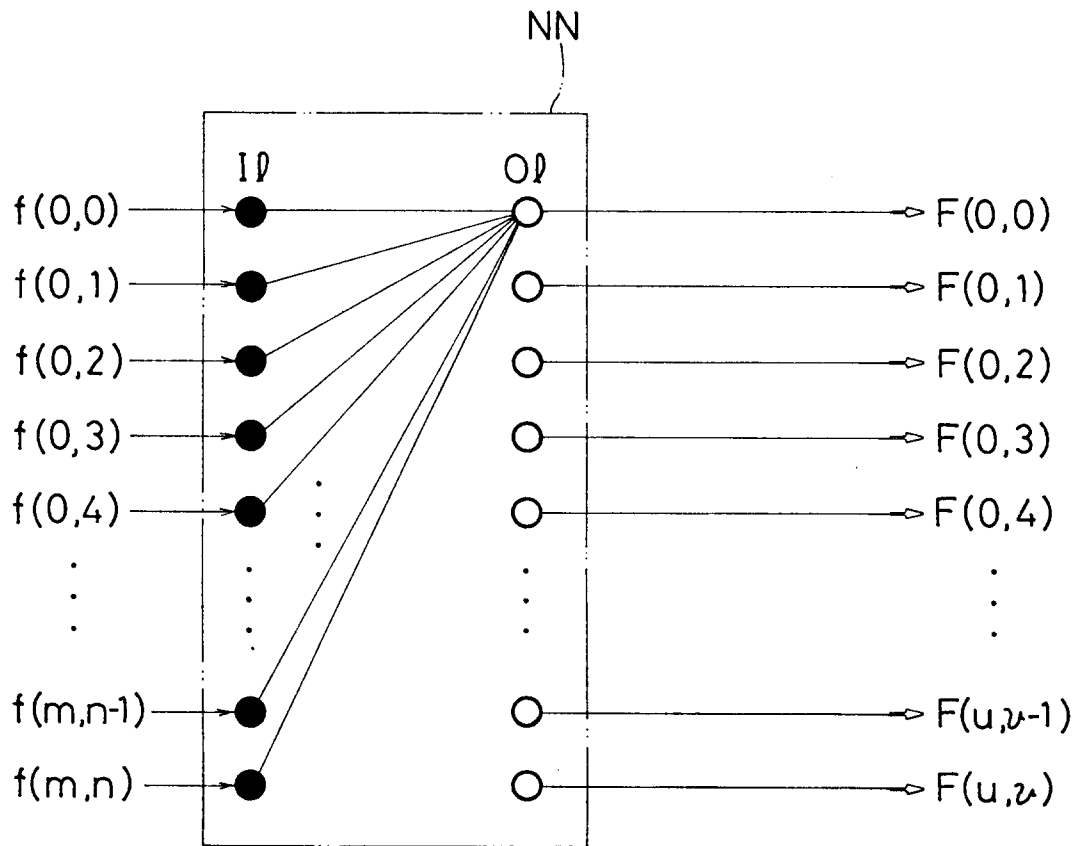 NN
Il Ol
f(0,0) F(0,0)
f(0,1) F(0,1)
f(0,2) F(0,2)
f(0,3) F(0,3)
f(0,4) F(0,4)
f(m,n-1) F(u,v-1)
f(m,n) F(u,v)